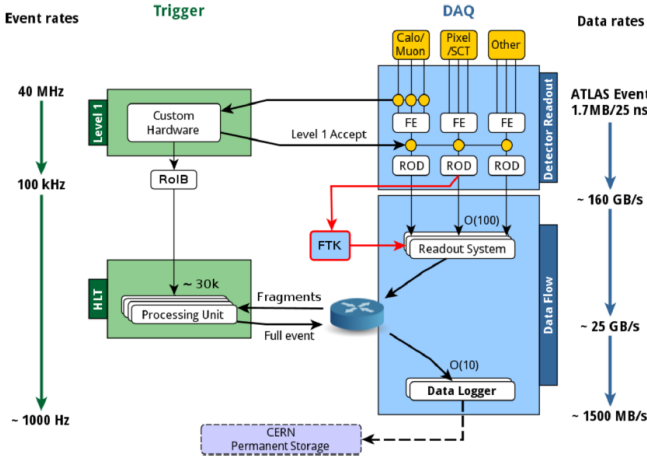 Trigger
DAQ
Event rates
Data rates
Calo/
Muon
Pixel
/SCT
Other
40 MHz
ATLAS Event
1.7MB/25 ns
Level 1
Custom
Hardware
Level 1 Accept
FE
FE
FE
Detector Readout
ROD
ROD
ROD
RoIB
100 kHz
~ 160 GB/s
O(100)
FTK
Readout System
~ 30k
HLT
Processing Unit
Fragments
Full event
Data Flow
~ 25 GB/s
O(10)
Data Logger
~ 1000 Hz
~ 1500 MB/s
CERN
Permanent Storage